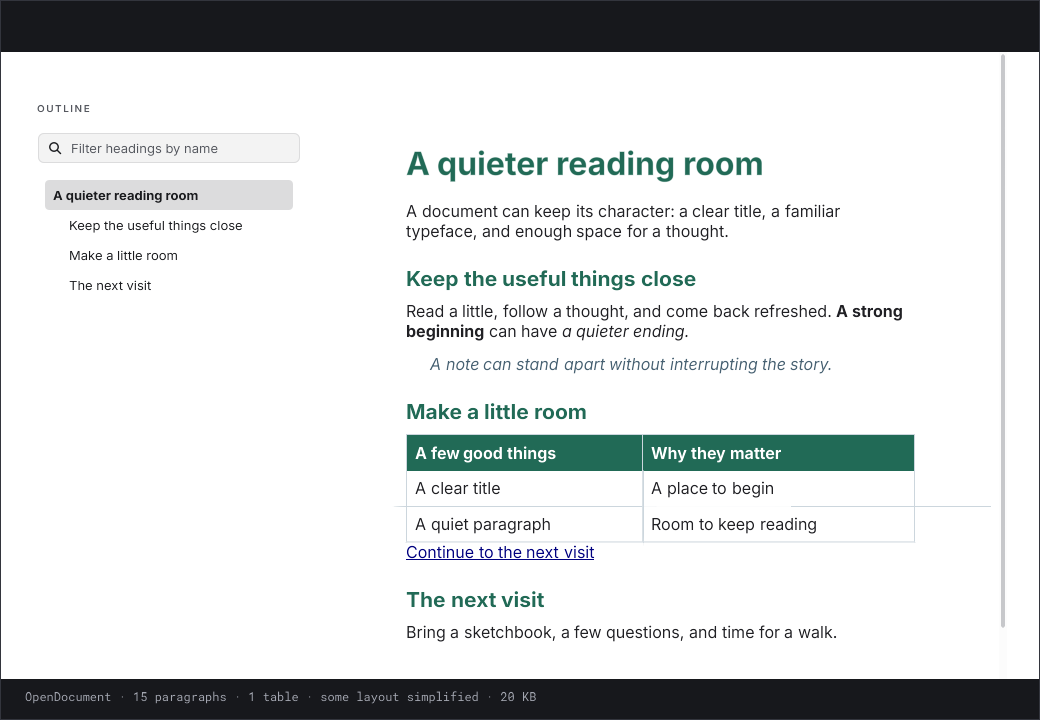 OUTLINE
Filter headings by name
A quieter reading room
Keep the useful things close
Make a little room
The next visit
A quieter reading room
A document can keep its character: a clear title, a familiar
typeface, and enough space for a thought.
Keep the useful things close
Read a little, follow a thought, and come back refreshed. A strong
beginning can have a quieter ending.
A note can stand apart without interrupting the story.
Make a little room
A few good things Why they matter
A clear title A place to begin
A quiet paragraph Room to keep reading
Continue to the next visit
The next visit
Bring a sketchbook, a few questions, and time for a walk.
OpenDocument · 15 paragraphs · 1 table · some layout simplified · 20 KB